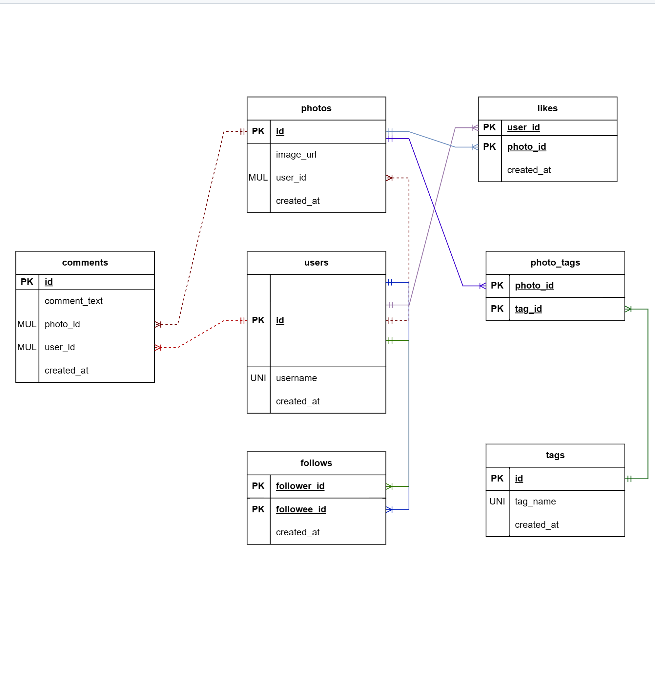 photos
PK id
image_url
MUL user_id
created_at
likes
PK user_id
PK photo_id
created_at
comments
PK id
comment_text
MUL photo_id
MUL user_id
created_at
users
PK id
UNI username
created_at
photo_tags
PK photo_id
PK tag_id
follows
PK follower_id
PK followee_id
created_at
tags
PK id
UNI tag_name
created_at